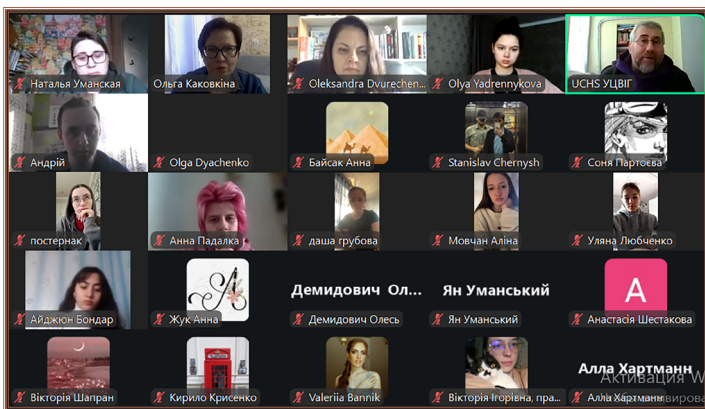 Наталья Уманская
Ольга Каковкіна
Oleksandra Dvurechen...
Olya Yadrennykova
UCHS УЦВІГ
Андрій
Olga Dyachenko
Байсак Анна
Stanislav Chernysh
Соня Партоєва
постернак
Анна Падалка
даша грубова
Мовчан Аліна
Уляна Любченко
Айджюн Бондар
Жук Анна
Демидович Ол...
Демидович Олесь
Ян Уманський
Ян Уманський
A
Анастасія Шестакова
Вікторія Шапран
Кирило Крисенко
Valeriia Bannik
Вікторія Ігорівна, пра...
Алла Хартманн
Алла Хартманн
Активация W